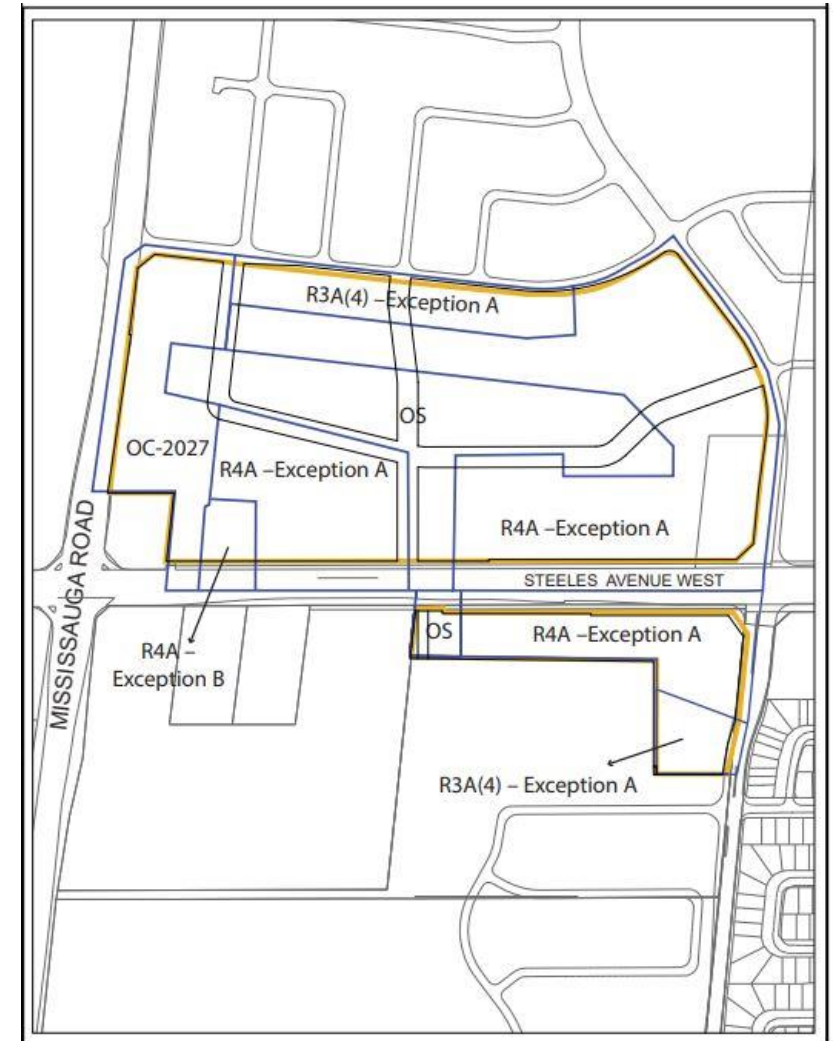 R3A(4) –Exception A
OS
OC-2027
R4A –Exception A
R4A –Exception A
MISSISSAUGA ROAD
STEELES AVENUE WEST
OS
R4A –Exception A
R4A –
Exception B
R3A(4) – Exception A